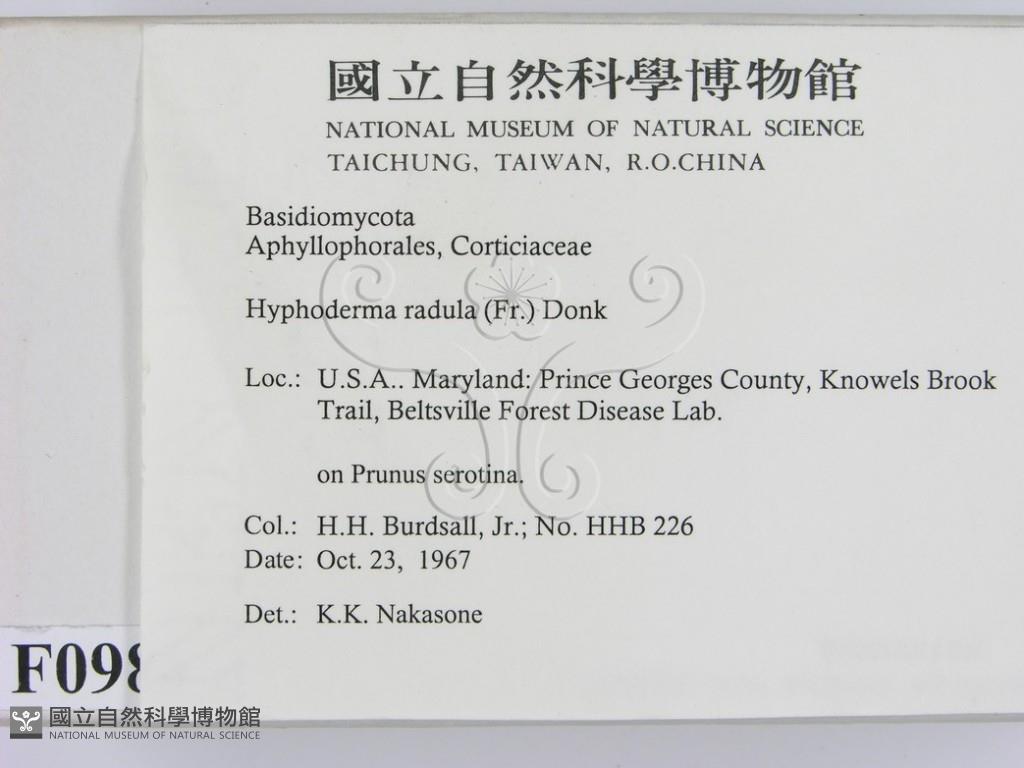 國立自然科學博物館
NATIONAL MUSEUM OF NATURAL SCIENCE
TAICHUNG, TAIWAN, R.O.CHINA
Basidiomycota
Aphyllophorales, Corticiaceae
Hyphoderma radula (Fr.) Donk
Loc.: U.S.A.. Maryland: Prince Georges County, Knowels Brook
Trail, Beltsville Forest Disease Lab.
on Prunus serotina.
Col.: H.H. Burdsall, Jr.; No. HHB 226
Date: Oct. 23, 1967
Det.: K.K. Nakasone
F098
國立自然科學博物館
NATIONAL MUSEUM OF NATURAL SCIENCE